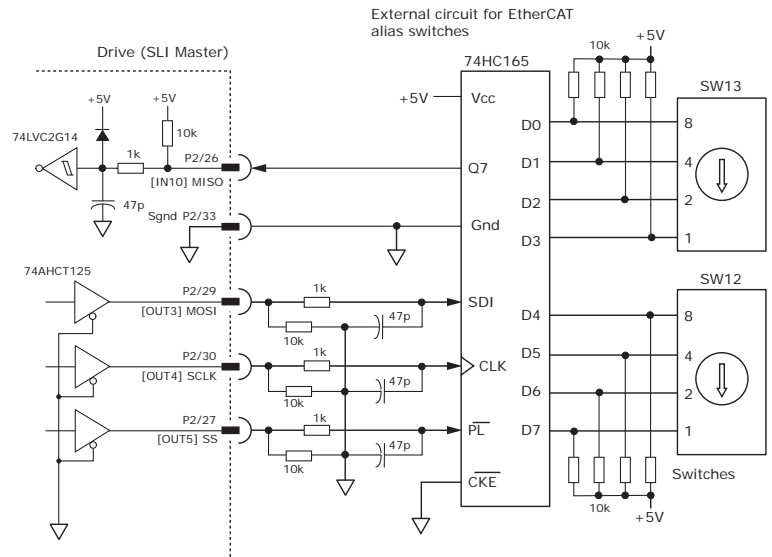 External circuit for EtherCAT
alias switches
Drive (SLI Master)
74HC165
10k
+5V
SW13
+5V
+5V
+5V
Vcc
74LVC2G14
10k
1k
P2/26
[IN10] MISO
47p
Q7
D0
D1
D2
D3
8
4
2
1
Sgnd P2/33
Gnd
74AHCT125
SW12
P2/29
[OUT3] MOSI
1k
10k
47p
SDI
D4
8
P2/30
[OUT4] SCLK
1k
10k
47p
CLK
D5
4
D6
2
P2/27
[OUT5] SS
1k
10k
47p
PL
D7
1
CKE
Switches
10k
+5V